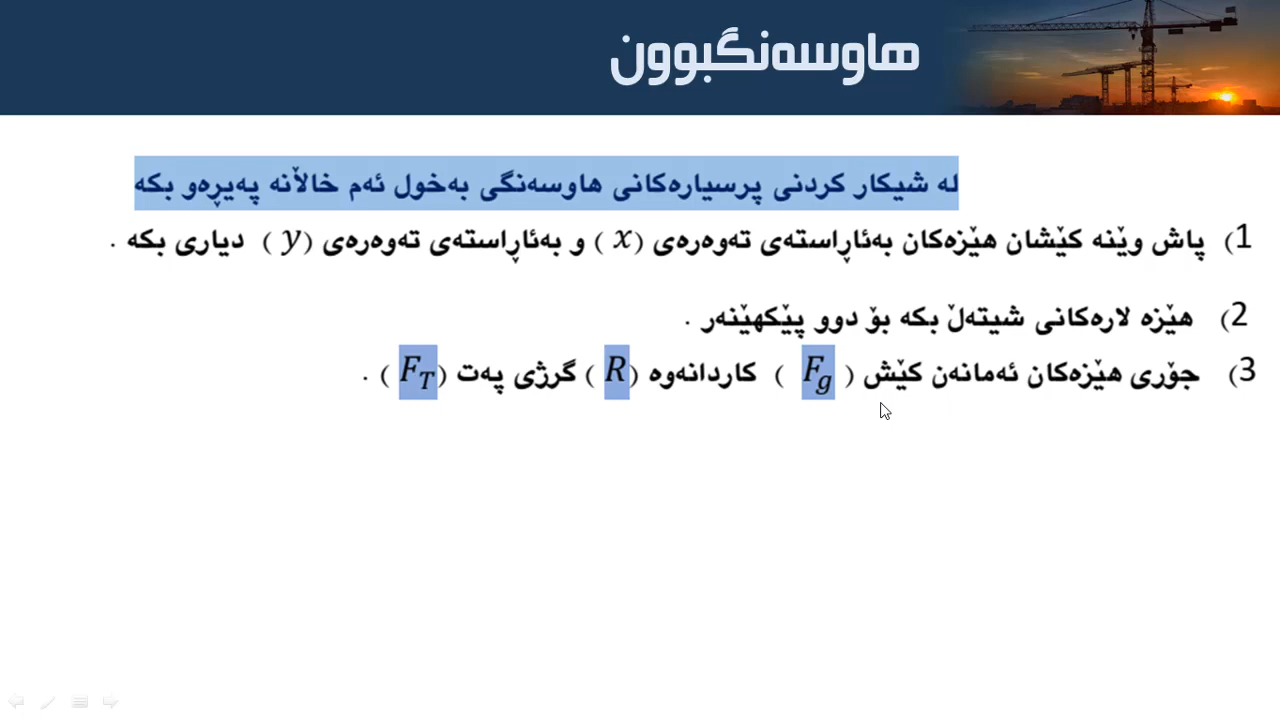 هاوسەنگبوون
لە شیکار کردنی پرسیارەکانی هاوسەنگی بەخول ئەم خاڵانە پەیڕەو بکە
1) پاش وێنە کێشان هێزەکان بەئاڕاستەی تەوەرەی (x) و بەئاڕاستەی تەوەرەی (y) دیاری بکە .
2) هێزە لارەکانی شیتەڵ بکە بۆ دوو پێکهێنەر .
3) جۆری هێزەکان ئەمانەن کێش (Fg) کاردانەوە (R) گرژی پەت (FT) .